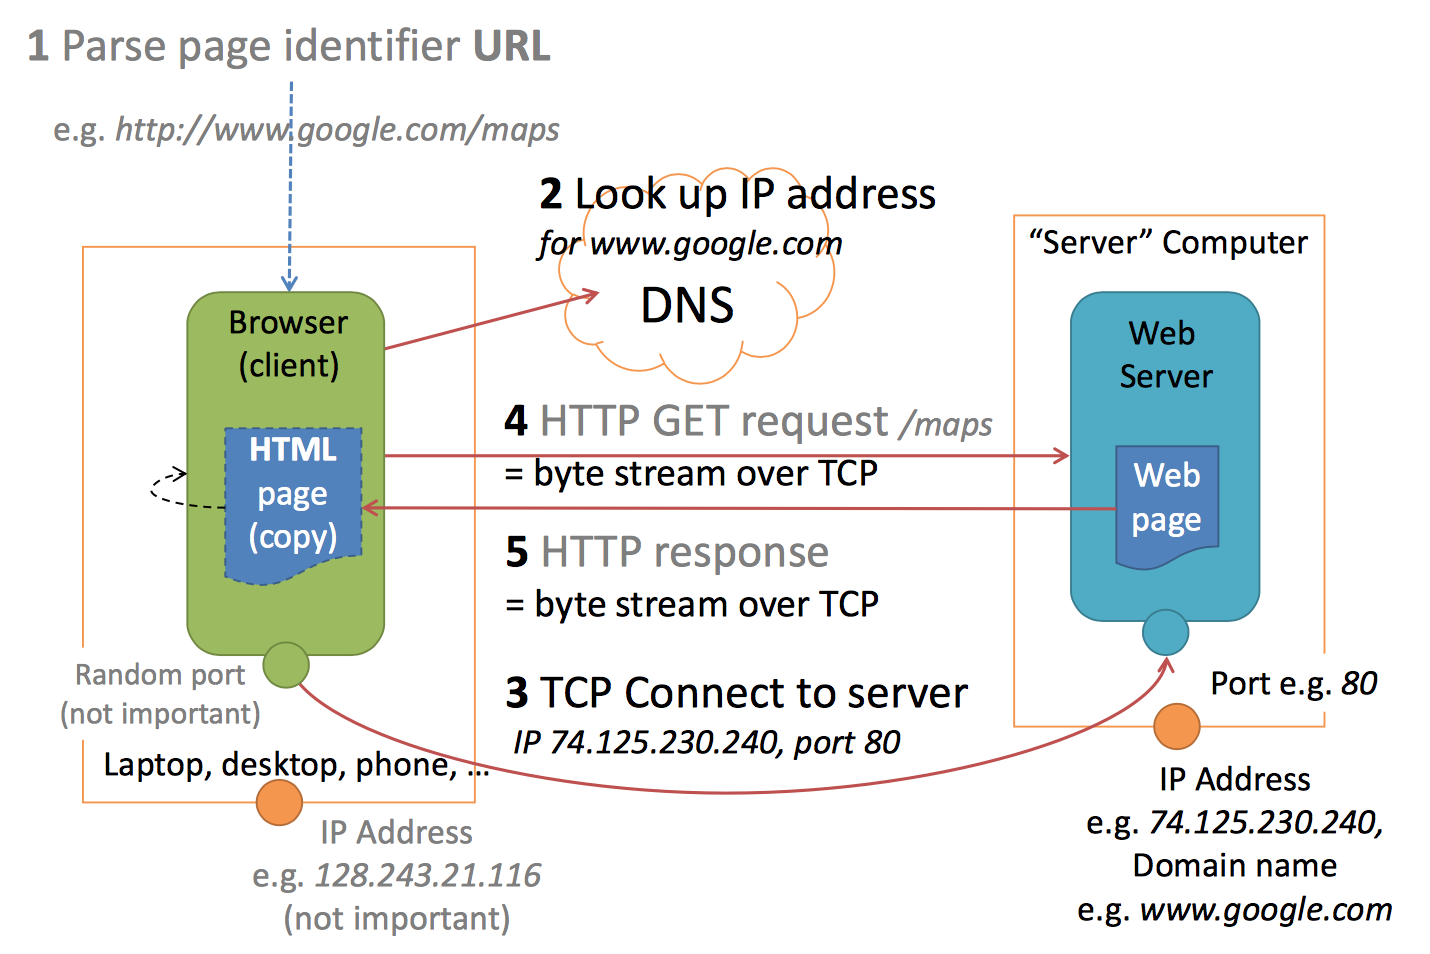 1 Parse page identifier URL
e.g. http://www.google.com/maps
2 Look up IP address
for www.google.com
DNS
"Server" Computer
Browser
(client)
Web
Server
4 HTTP GET request /maps
= byte stream over TCP
HTML
page
(copy)
Web
page
5 HTTP response
= byte stream over TCP
Random port
(not important)
3 TCP Connect to server
IP 74.125.230.240, port 80
Port e.g. 80
Laptop, desktop, phone, ...
IP Address
e.g. 128.243.21.116
(not important)
IP Address
e.g. 74.125.230.240,
Domain name
e.g. www.google.com